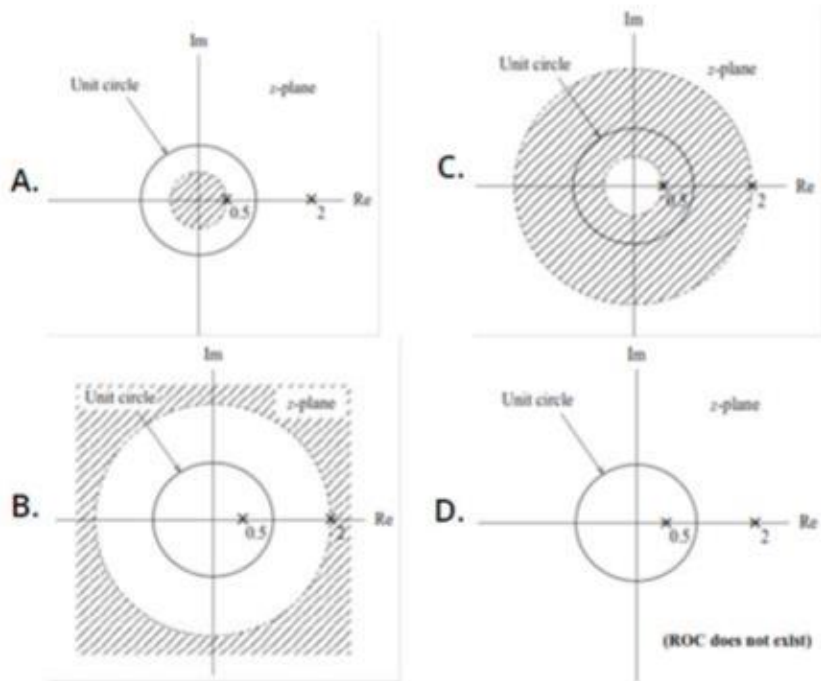 A.
Im
Unit circle
z-plane
0.5
2
Re
B.
Im
Unit circle
z-plane
0.5
2
Re
C.
Im
Unit circle
z-plane
0.5
2
Re
D.
Im
Unit circle
z-plane
0.5
2
Re
(ROC does not exist)